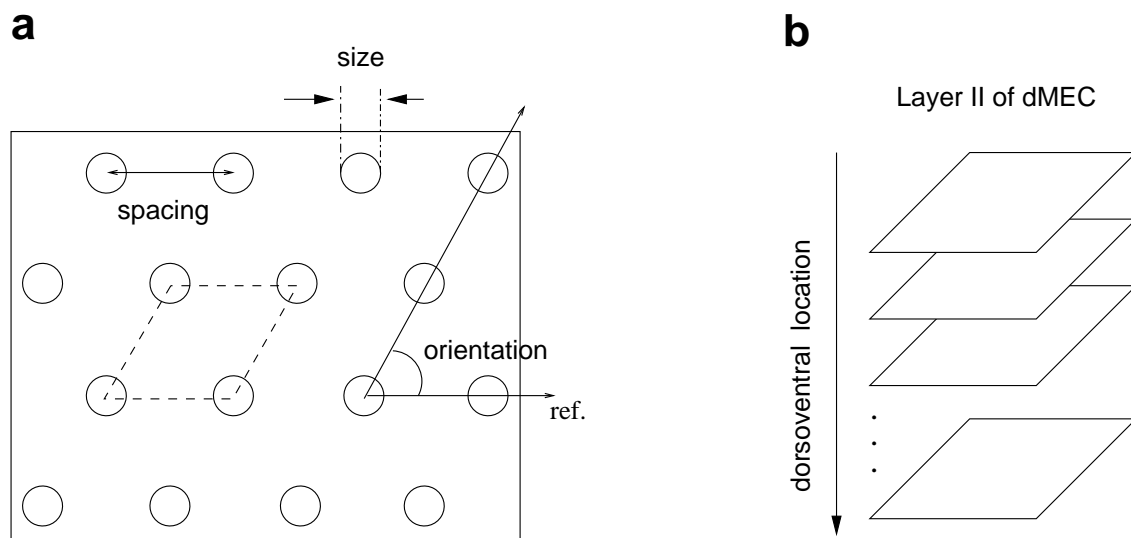 a
size
spacing
orientation
ref.
b
Layer II of dMEC
dorsoventral location